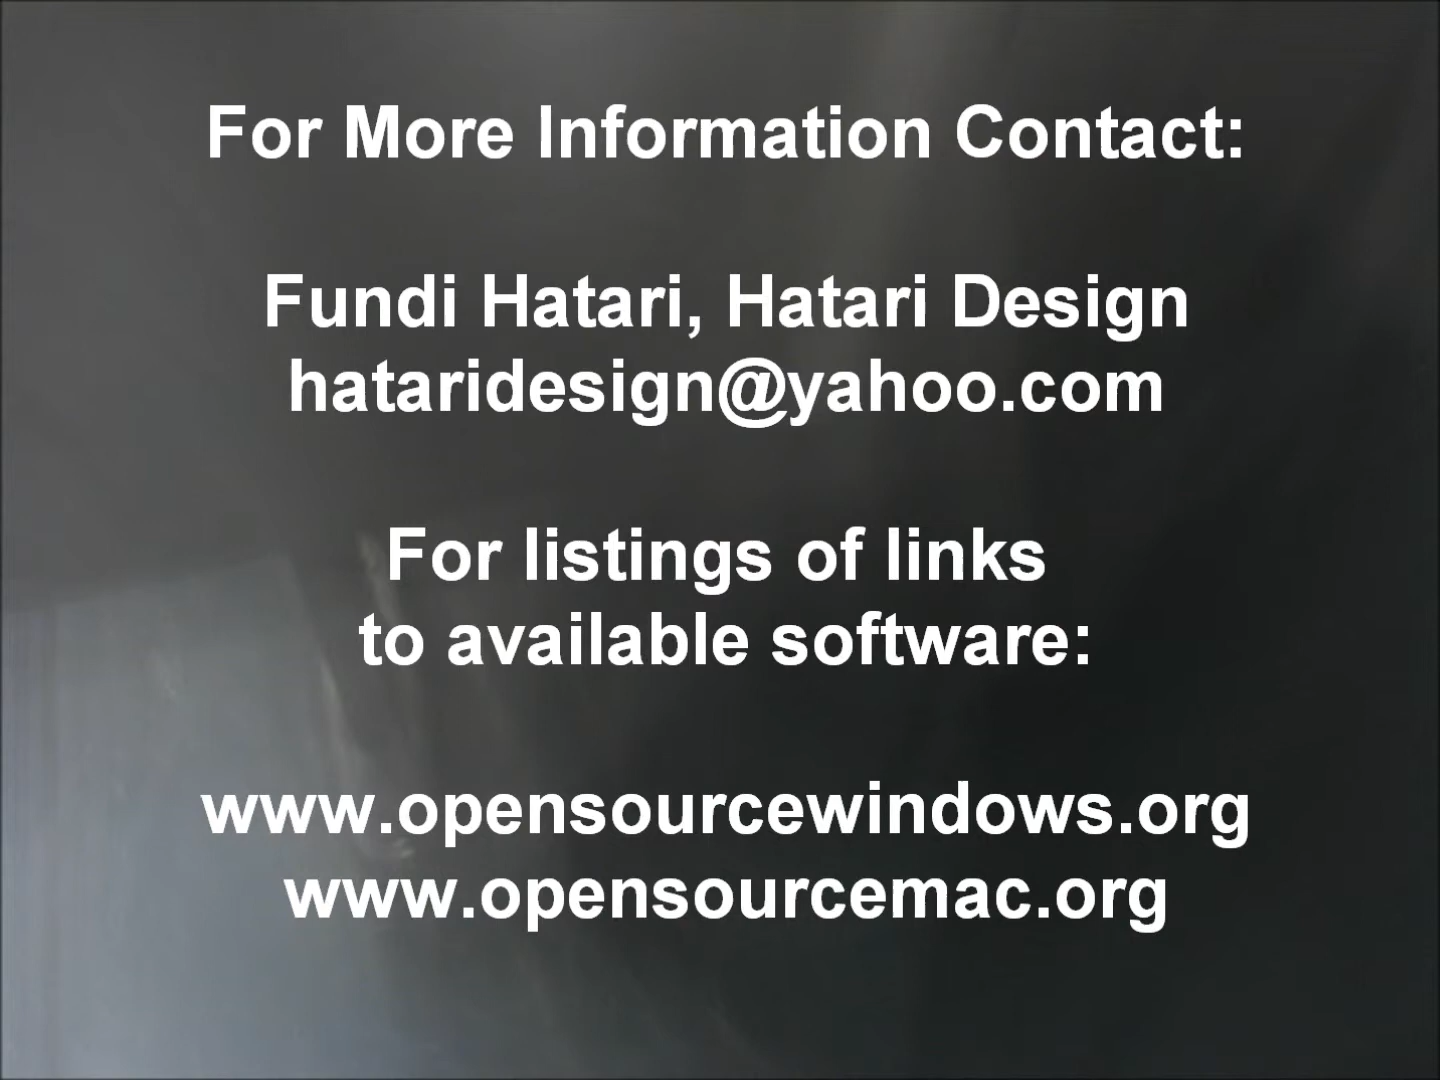 For More Information Contact:
Fundi Hatari, Hatari Design
hataridesign@yahoo.com
For listings of links
to available software:
www.opensourcewindows.org
www.opensourcemac.org